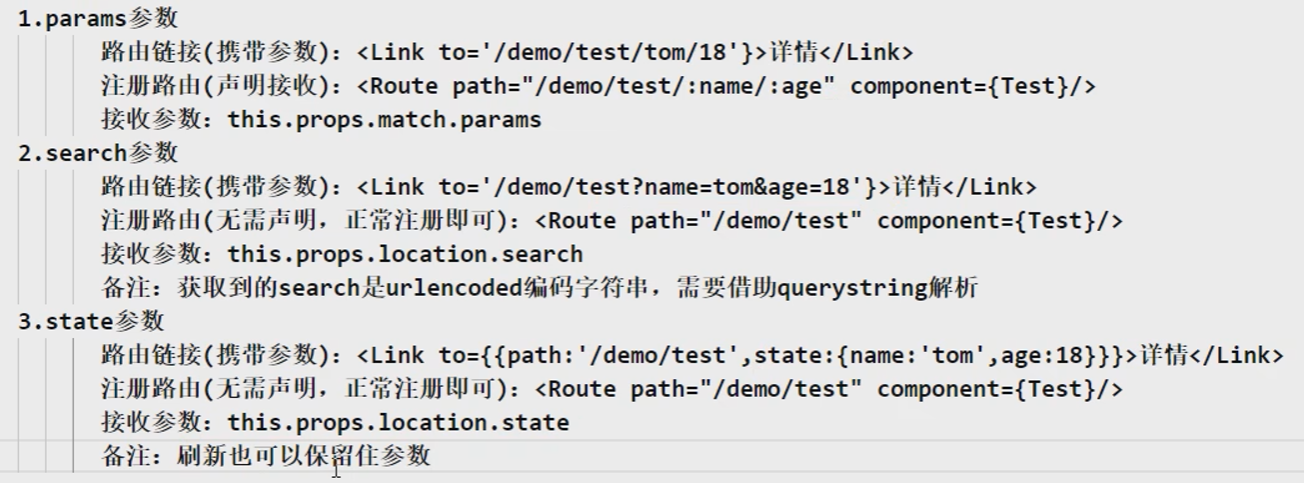 1.params参数
路由链接(携带参数)：<Link to='/demo/test/tom/18'}>详情</Link>
注册路由(声明接收)：<Route path="/demo/test/:name/:age" component={Test}/>
接收参数：this.props.match.params
2.search参数
路由链接(携带参数)：<Link to='/demo/test?name=tom&age=18'}>详情</Link>
注册路由(无需声明，正常注册即可)：<Route path="/demo/test" component={Test}/>
接收参数：this.props.location.search
备注：获取到的search是urlencoded编码字符串，需要借助querystring解析
3.state参数
路由链接(携带参数)：<Link to={{path:'/demo/test',state:{name:'tom',age:18}}}>详情</Link>
注册路由(无需声明，正常注册即可)：<Route path="/demo/test" component={Test}/>
接收参数：this.props.location.state
备注：刷新也可以保留住参数